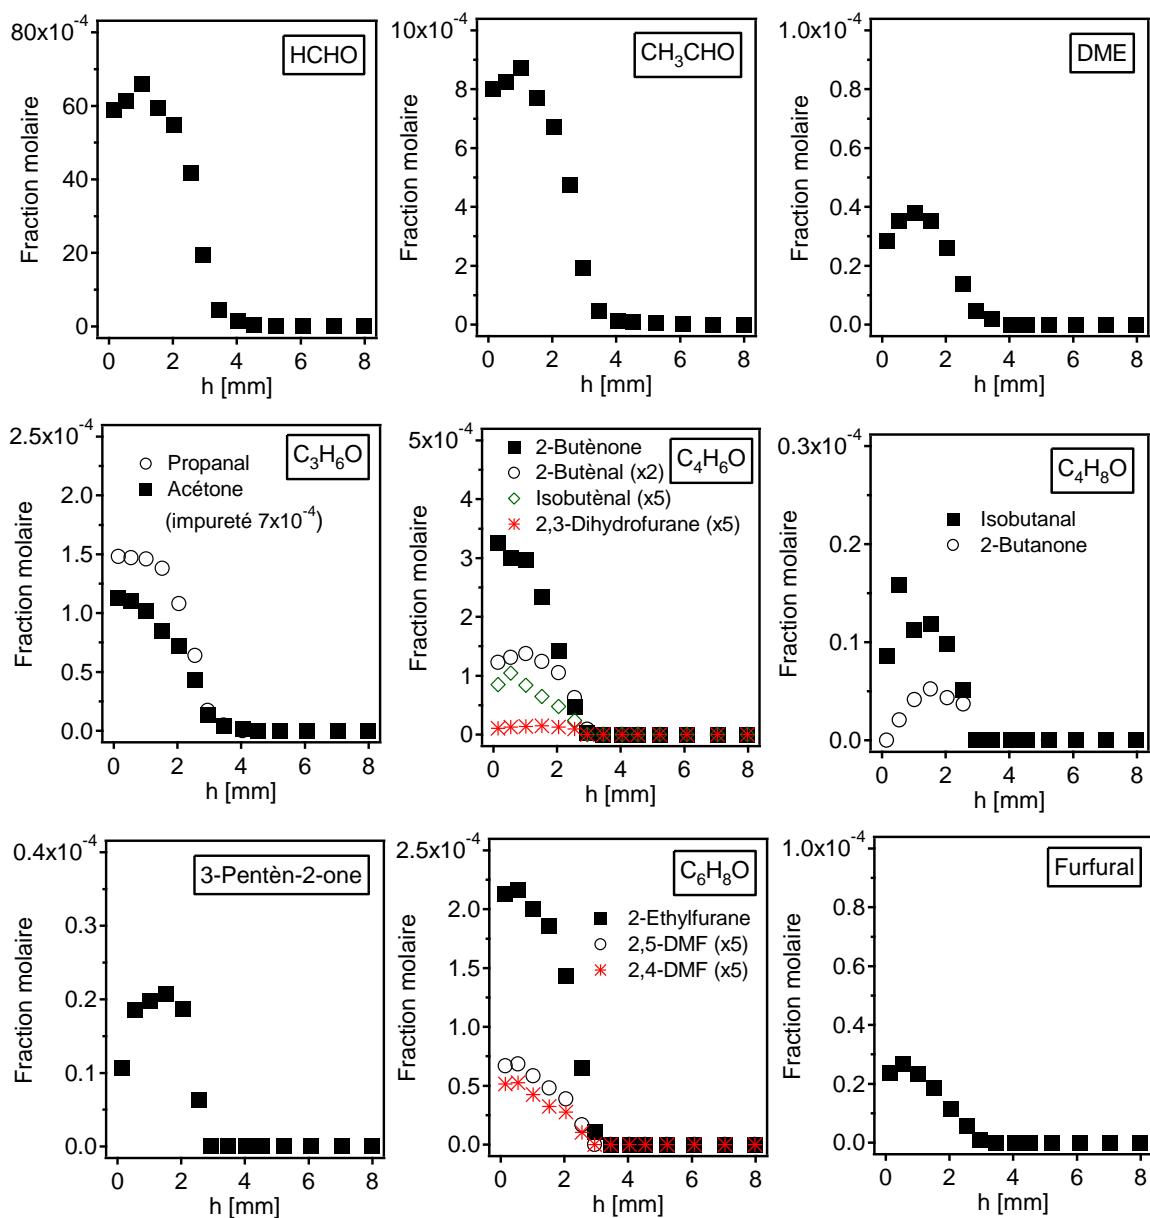 80x10-4
HCHO
Fraction molaire
60
40
20
0
0 2 4 6 8
h [mm]
10x10-4
CH3CHO
Fraction molaire
8
6
4
2
0
0 2 4 6 8
h [mm]
1.0x10-4
DME
Fraction molaire
0.8
0.6
0.4
0.2
0.0
0 2 4 6 8
h [mm]
2.5x10-4
C3H6O
Propanal
Acétone
(impureté 7x10-4)
Fraction molaire
2.0
1.5
1.0
0.5
0.0
0 2 4 6 8
h [mm]
5x10-4
2-Butènone
2-Butènal (x2)
Isobutènal (x5)
2,3-Dihydrofurane (x5)
C4H6O
Fraction molaire
4
3
2
1
0
0 2 4 6 8
h [mm]
0.3x10-4
C4H8O
Isobutanal
2-Butanone
Fraction molaire
0.2
0.1
0.0
0 2 4 6 8
h [mm]
0.4x10-4
3-Pentèn-2-one
Fraction molaire
0.3
0.2
0.1
0.0
0 2 4 6 8
h [mm]
2.5x10-4
C6H8O
2-Ethylfurane
2,5-DMF (x5)
2,4-DMF (x5)
Fraction molaire
2.0
1.5
1.0
0.5
0.0
0 2 4 6 8
h [mm]
1.0x10-4
Furfural
Fraction molaire
0.8
0.6
0.4
0.2
0.0
0 2 4 6 8
h [mm]